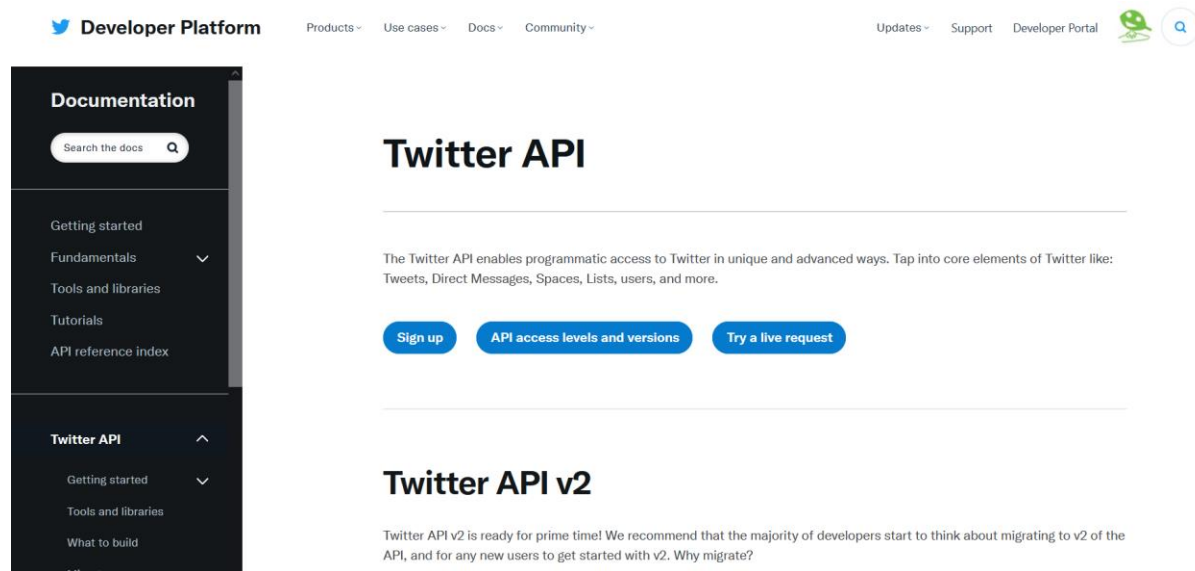 Developer Platform
Products
Use cases
Docs
Community
Updates
Support
Developer Portal
Documentation
Search the docs
Getting started
Fundamentals
Tools and libraries
Tutorials
API reference index
Twitter API
Getting started
Tools and libraries
What to build
Twitter API
The Twitter API enables programmatic access to Twitter in unique and advanced ways. Tap into core elements of Twitter like:
Tweets, Direct Messages, Spaces, Lists, users, and more.
Sign up
API access levels and versions
Try a live request
Twitter API v2
Twitter API v2 is ready for prime time! We recommend that the majority of developers start to think about migrating to v2 of the
API, and for any new users to get started with v2. Why migrate?